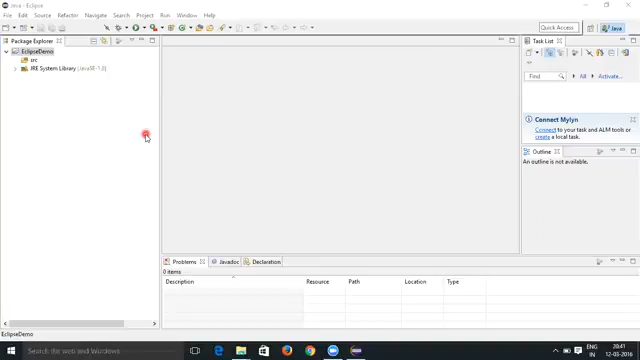 Java - Eclipse
File Edit Source Refactor Navigate Search Project Run Window Help
Quick Access
Java
Package Explorer
EclipseDemo
src
JRE System Library [JavaSE-1.8]
Task List
Find
All
Activate...
Connect Mylyn
Connect to your task and ALM tools or
create a local task.
Outline
An outline is not available.
Problems Javadoc Declaration
0 items
Description Resource Path Location Type
EclipseDemo
Search the web and Windows
ENG
IN
20:41
12-03-2016